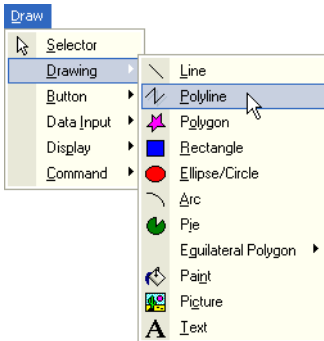 Draw
Selector
Drawing
Button
Data Input
Display
Command
Line
Polyline
Polygon
Rectangle
Ellipse/Circle
Arc
Pie
Equilateral Polygon
Paint
Picture
Text